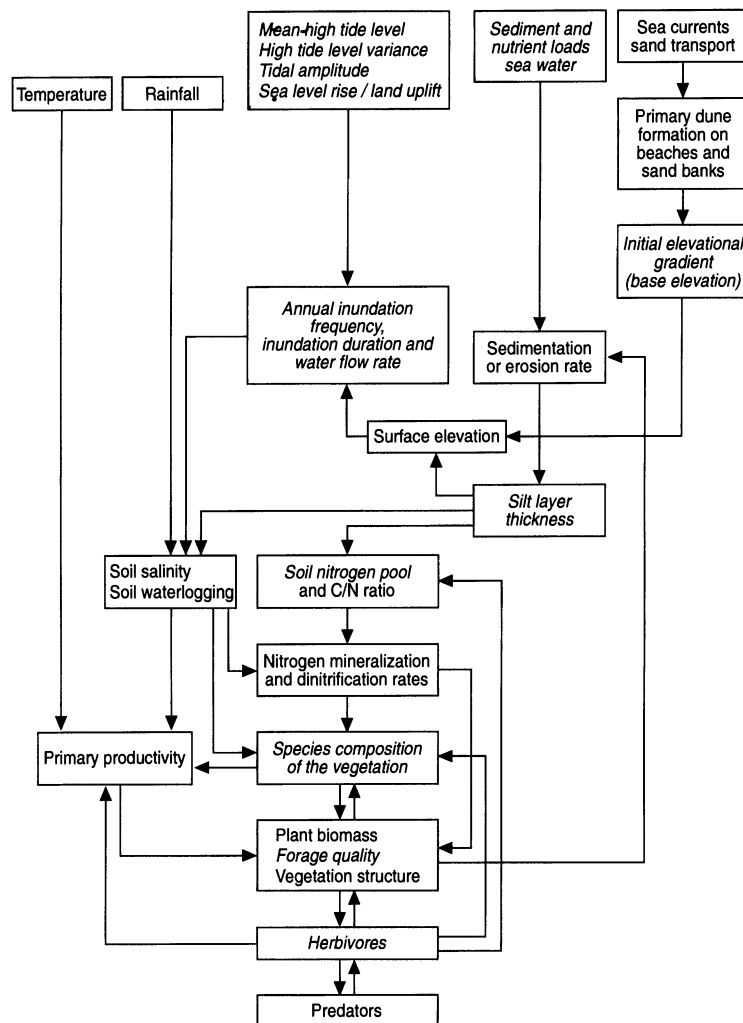 Mean-high tide level
High tide level variance
Tidal amplitude
Sea level rise / land uplift
Sediment and
nutrient loads
sea water
Sea currents
sand transport
Temperature
Rainfall
Primary dune
formation on
beaches and
sand banks
Initial elevational
gradient
(base elevation)
Annual inundation
frequency,
inundation duration and
water flow rate
Sedimentation
or erosion rate
Surface elevation
Silt layer
thickness
Soil salinity
Soil waterlogging
Soil nitrogen pool
and C/N ratio
Nitrogen mineralization
and dinitrification rates
Primary productivity
Species composition
of the vegetation
Plant biomass
Forage quality
Vegetation structure
Herbivores
Predators